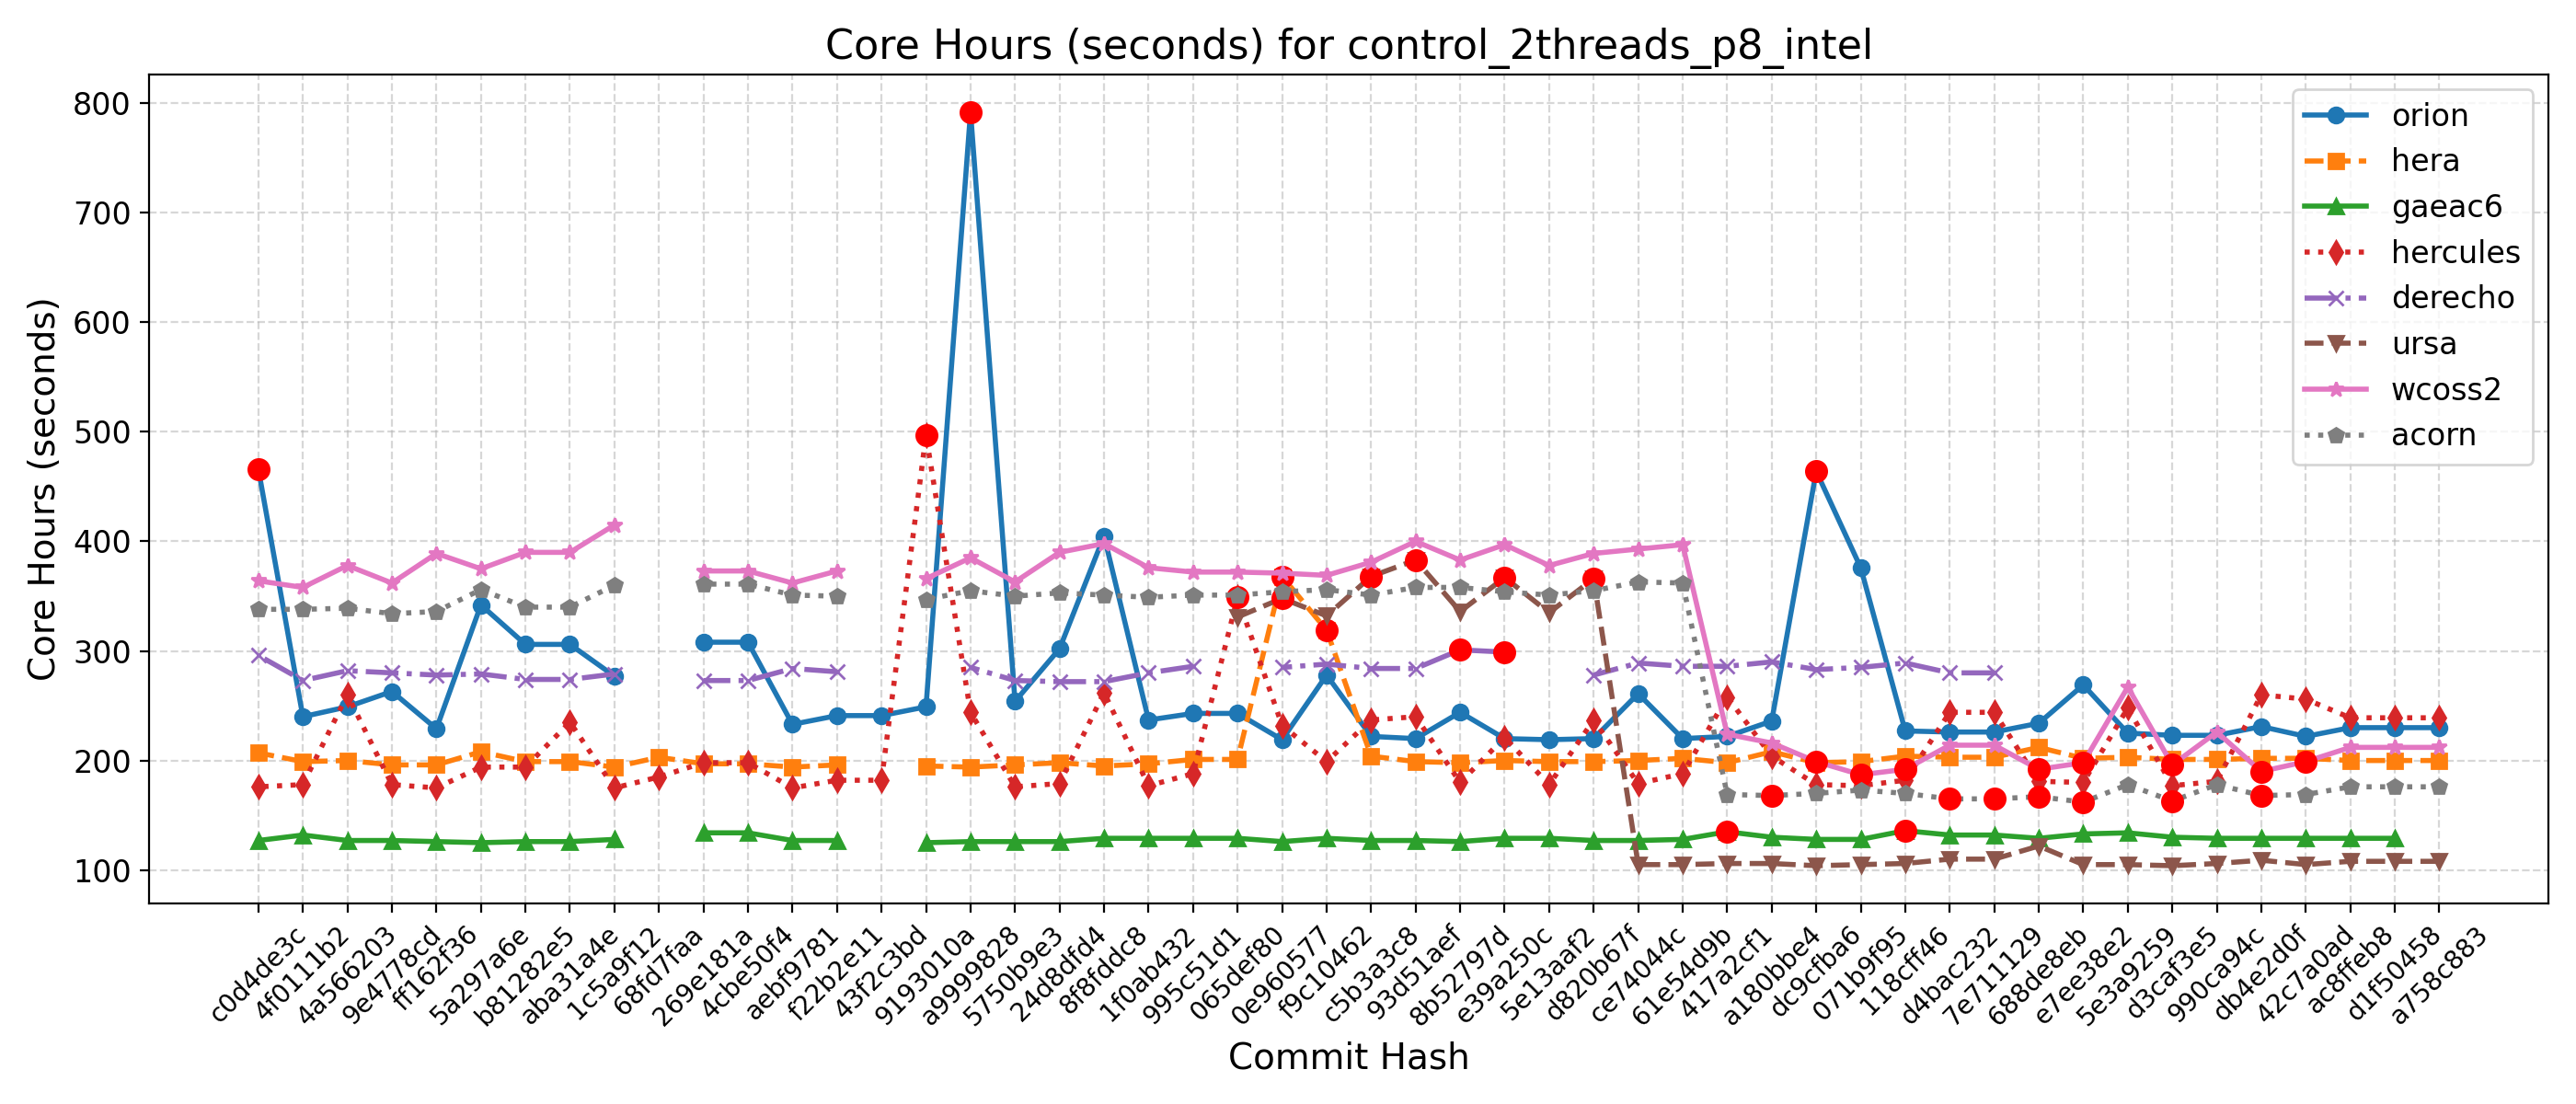 Core Hours (seconds) for control_2threads_p8_intel
Core Hours (seconds)
800
700
600
500
400
300
200
100
orion
hera
gaeac6
hercules
derecho
ursa
wcoss2
acorn
c0d4de3c
4f0111b2
4a566203
9e4778cd
ff162f36
5a297a6e
b81282e5
aba31a4e
1c5a9f12
68fd7faa
269e181a
4cbe50f4
aebf9781
f22b2e11
43f2c3bd
9193010a
a9999828
5750b9e3
24d8dfd4
8f8fddc8
1f0ab432
995c51d1
065def80
0e960577
f9c10462
c5b3a3c8
93d51aef
8b52797d
e39a250c
5e13aaf2
d820b67f
ce74044c
61e54d9b
417a2cf1
a180bbe4
dc9cfba6
071b9f95
118cff46
d4bac232
7e711129
688de8eb
e7ee38e2
5e3a9259
d3caf3e5
990ca94c
db4e2d0f
42c7a0ad
ac8ffeb8
d1f50458
a758c883
Commit Hash